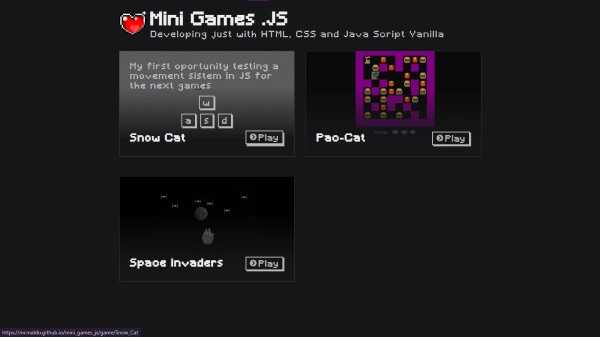 Mini Games .JS
Developing just with HTML, CSS and Java Script Vanilla
My first oportunity testing a
movement sistem in JS for
the next games
w
a s d
Snow Cat
Play
Pao-Cat
Play
Space Invaders
Play
https://mcmaldo.github.io/mini_games_js/game/Snow_Cat